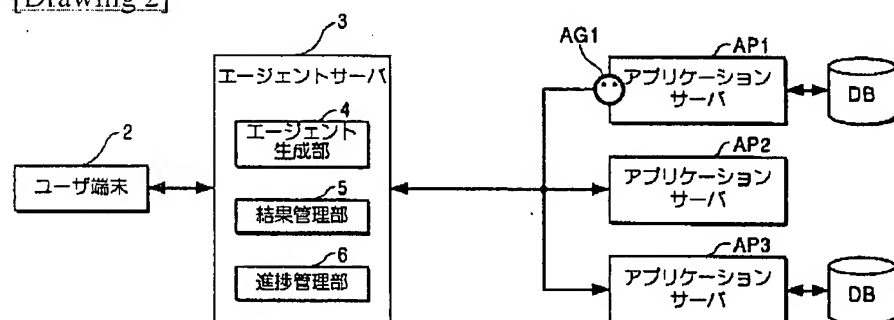 [Drawing 2]
3
エージェントサーバ
4
エージェント
生成部
5
結果管理部
6
進捗管理部
2
ユーザ端末
AG1
AP1
アプリケーション
サーバ
DB
AP2
アプリケーション
サーバ
AP3
アプリケーション
サーバ
DB